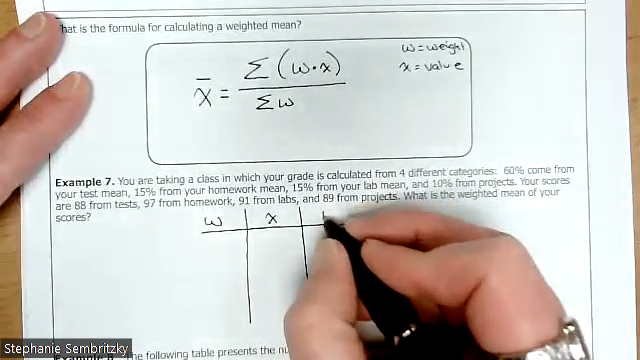 hat is the formula for calculating a weighted mean?
w = weight
x = value
x̄ = Σ(w·x) / Σw
Example 7. You are taking a class in which your grade is calculated from 4 different categories: 60% come from
your test mean, 15% from your homework mean, 15% from your lab mean, and 10% from projects. Your scores
are 88 from tests, 97 from homework, 91 from labs, and 89 from projects. What is the weighted mean of your
scores?
w x
Stephanie Sembritzky
he following table presents the nu